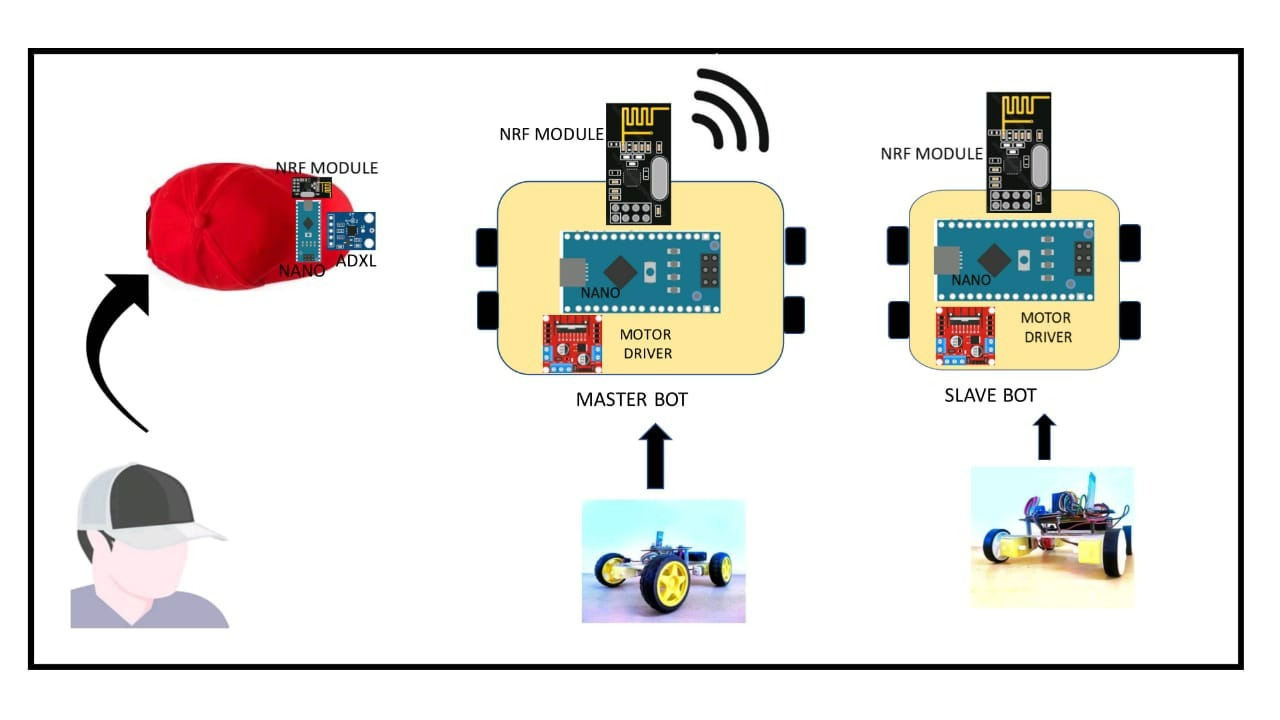 NRF MODULE
NANO
ADXL
NRF MODULE
NANO
MOTOR
DRIVER
MASTER BOT
NRF MODULE
NANO
MOTOR
DRIVER
SLAVE BOT